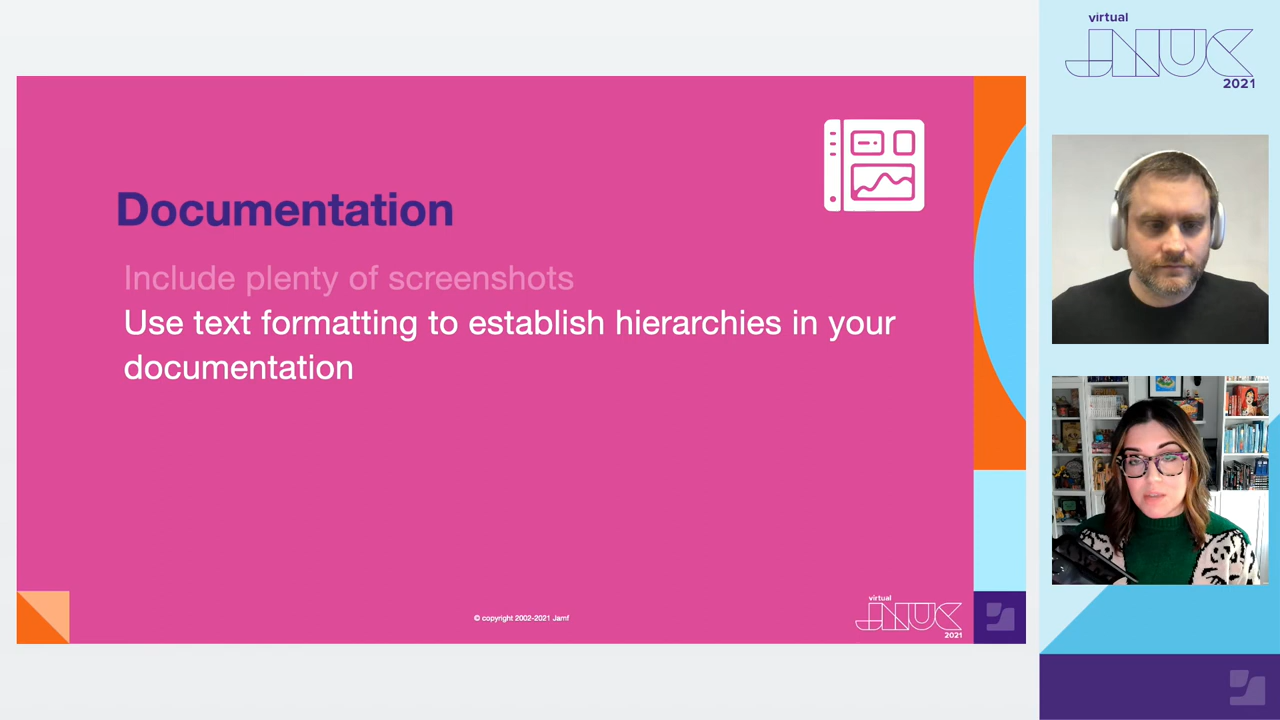 virtual
JNUC
2021
Documentation
Include plenty of screenshots
Use text formatting to establish hierarchies in your
documentation
© copyright 2002-2021 Jamf
virtual
JNUC
2021